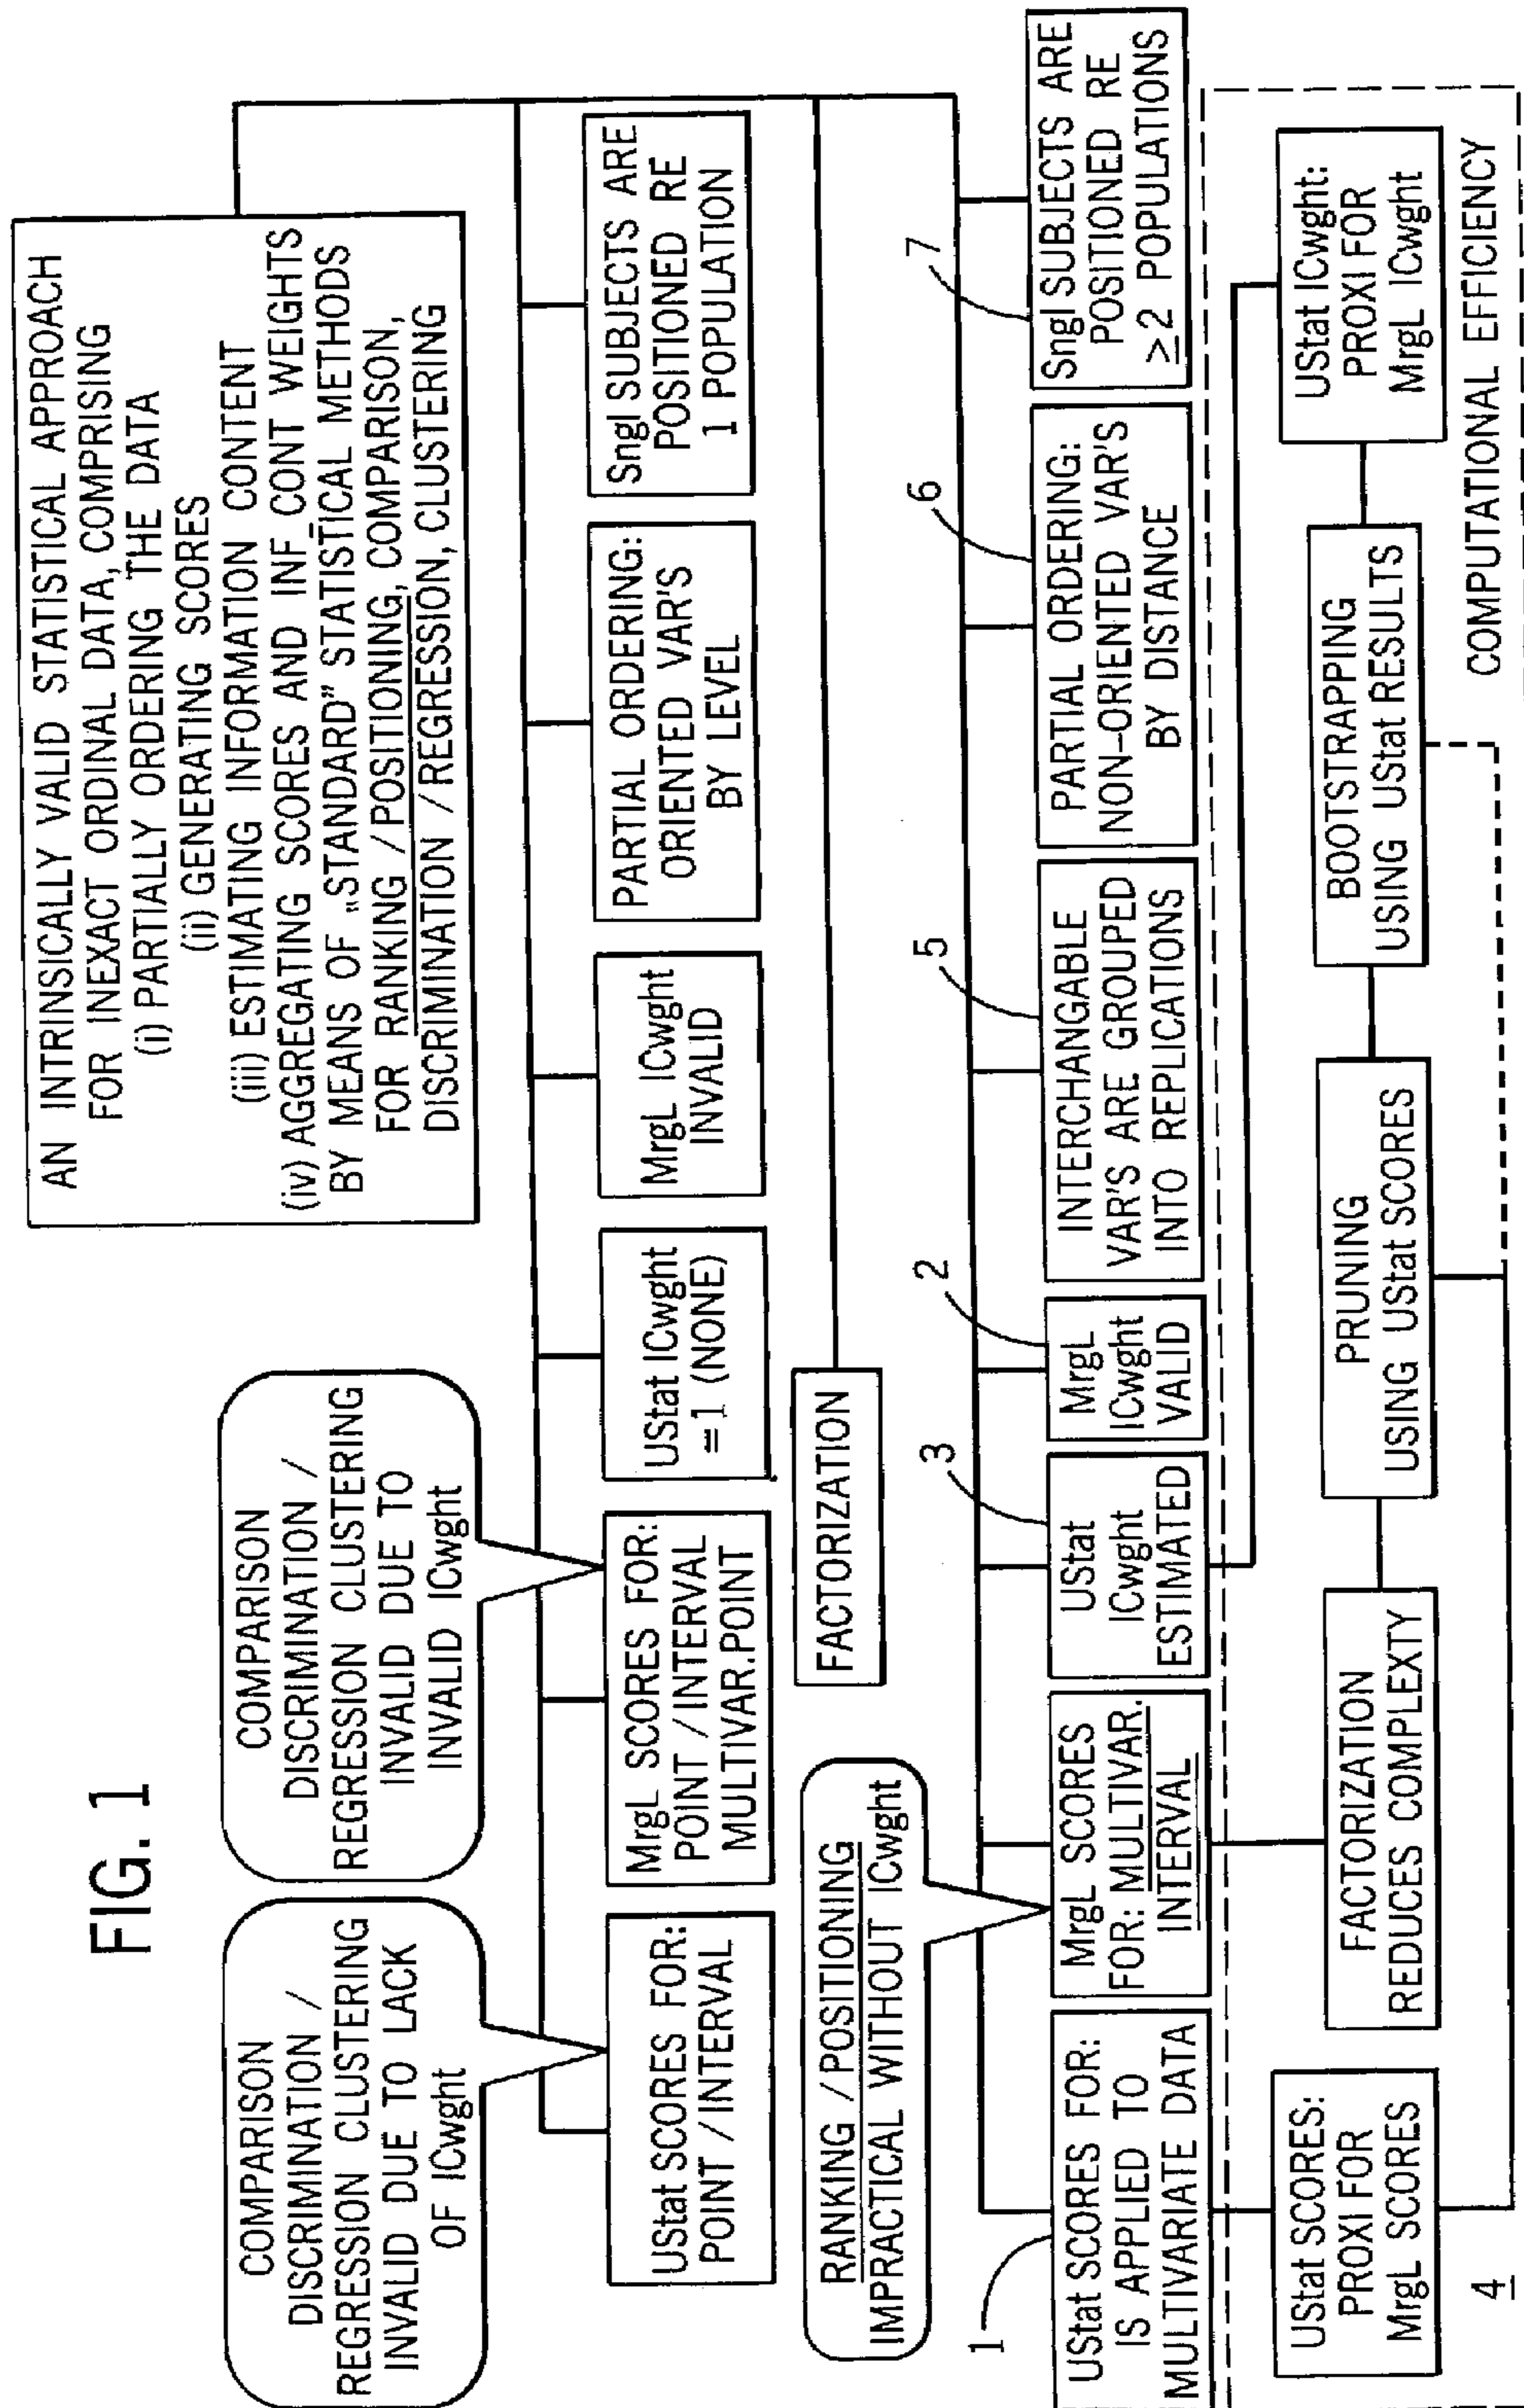 FIG. 1
AN INTRINSICALLY VALID STATISTICAL APPROACH
FOR INEXACT ORDINAL DATA, COMPRISING
(i) PARTIALLY ORDERING THE DATA
(ii) GENERATING SCORES
(iii) ESTIMATING INFORMATION CONTENT
(iv) AGGREGATING SCORES AND INF_CONT WEIGHTS
BY MEANS OF „STANDARD" STATISTICAL METHODS
FOR RANKING /POSITIONING, COMPARISON,
DISCRIMINATION /REGRESSION, CLUSTERING
COMPARISON
DISCRIMINATION /
REGRESSION CLUSTERING
INVALID DUE TO LACK
OF ICwght
COMPARISON
DISCRIMINATION /
REGRESSION CLUSTERING
INVALID DUE TO
INVALID ICwght
UStat SCORES FOR:
POINT /INTERVAL
MrgL SCORES FOR:
POINT /INTERVAL
MULTIVAR.POINT
UStat ICwght
≡1 (NONE)
MrgL ICwght
INVALID
PARTIAL ORDERING:
ORIENTED VAR'S
BY LEVEL
Sngl SUBJECTS ARE
POSITIONED RE
1 POPULATION
FACTORIZATION
RANKING /POSITIONING
IMPRACTICAL WITHOUT ICwght
1
UStat SCORES FOR:
IS APPLIED TO
MULTIVARIATE DATA
MrgL SCORES
FOR: MULTIVAR.
INTERVAL
3
UStat
ICwght
ESTIMATED
2
MrgL
ICwght
VALID
5
INTERCHANGABLE
VAR'S ARE GROUPED
INTO REPLICATIONS
6
PARTIAL ORDERING:
NON-ORIENTED VAR'S
BY DISTANCE
7
Sngl SUBJECTS ARE
POSITIONED RE
≥2 POPULATIONS
UStat SCORES:
PROXI FOR
MrgL SCORES
FACTORIZATION
REDUCES COMPLEXTY
PRUNING
USING UStat SCORES
BOOTSTRAPPING
USING UStat RESULTS
UStat ICwght:
PROXI FOR
MrgL ICwght
4
COMPUTATIONAL EFFICIENCY